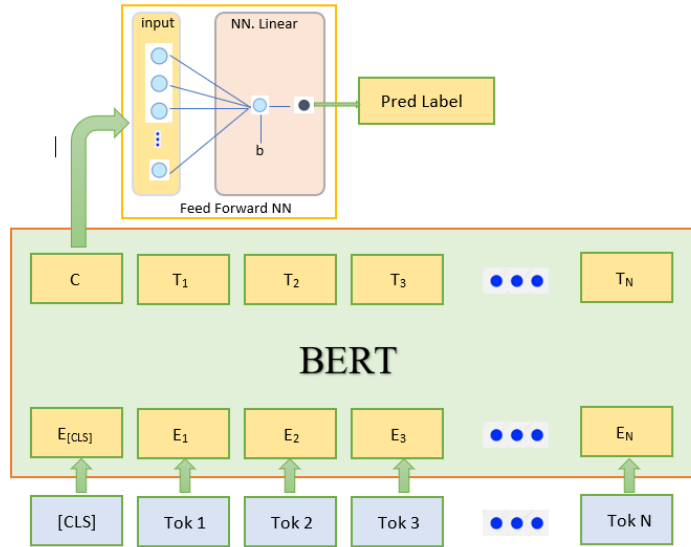 input
NN. Linear
b
Feed Forward NN
Pred Label
C
T1
T2
T3
TN
BERT
E[CLS]
E1
E2
E3
EN
[CLS]
Tok 1
Tok 2
Tok 3
Tok N